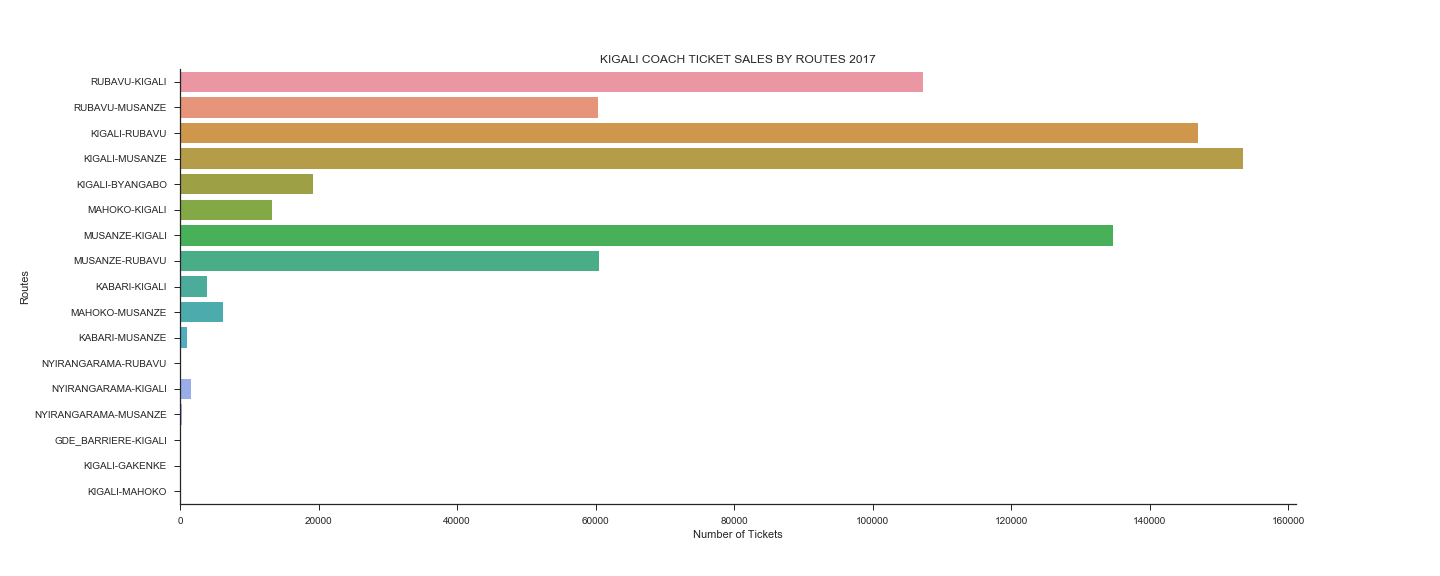 KIGALI COACH TICKET SALES BY ROUTES 2017
RUBAVU-KIGALI
RUBAVU-MUSANZE
KIGALI-RUBAVU
KIGALI-MUSANZE
KIGALI-BYANGABO
MAHOKO-KIGALI
MUSANZE-KIGALI
MUSANZE-RUBAVU
KABARI-KIGALI
MAHOKO-MUSANZE
KABARI-MUSANZE
NYIRANGARAMA-RUBAVU
NYIRANGARAMA-KIGALI
NYIRANGARAMA-MUSANZE
GDE_BARRIERE-KIGALI
KIGALI-GAKENKE
KIGALI-MAHOKO
Routes
0 20000 40000 60000 80000 100000 120000 140000 160000
Number of Tickets